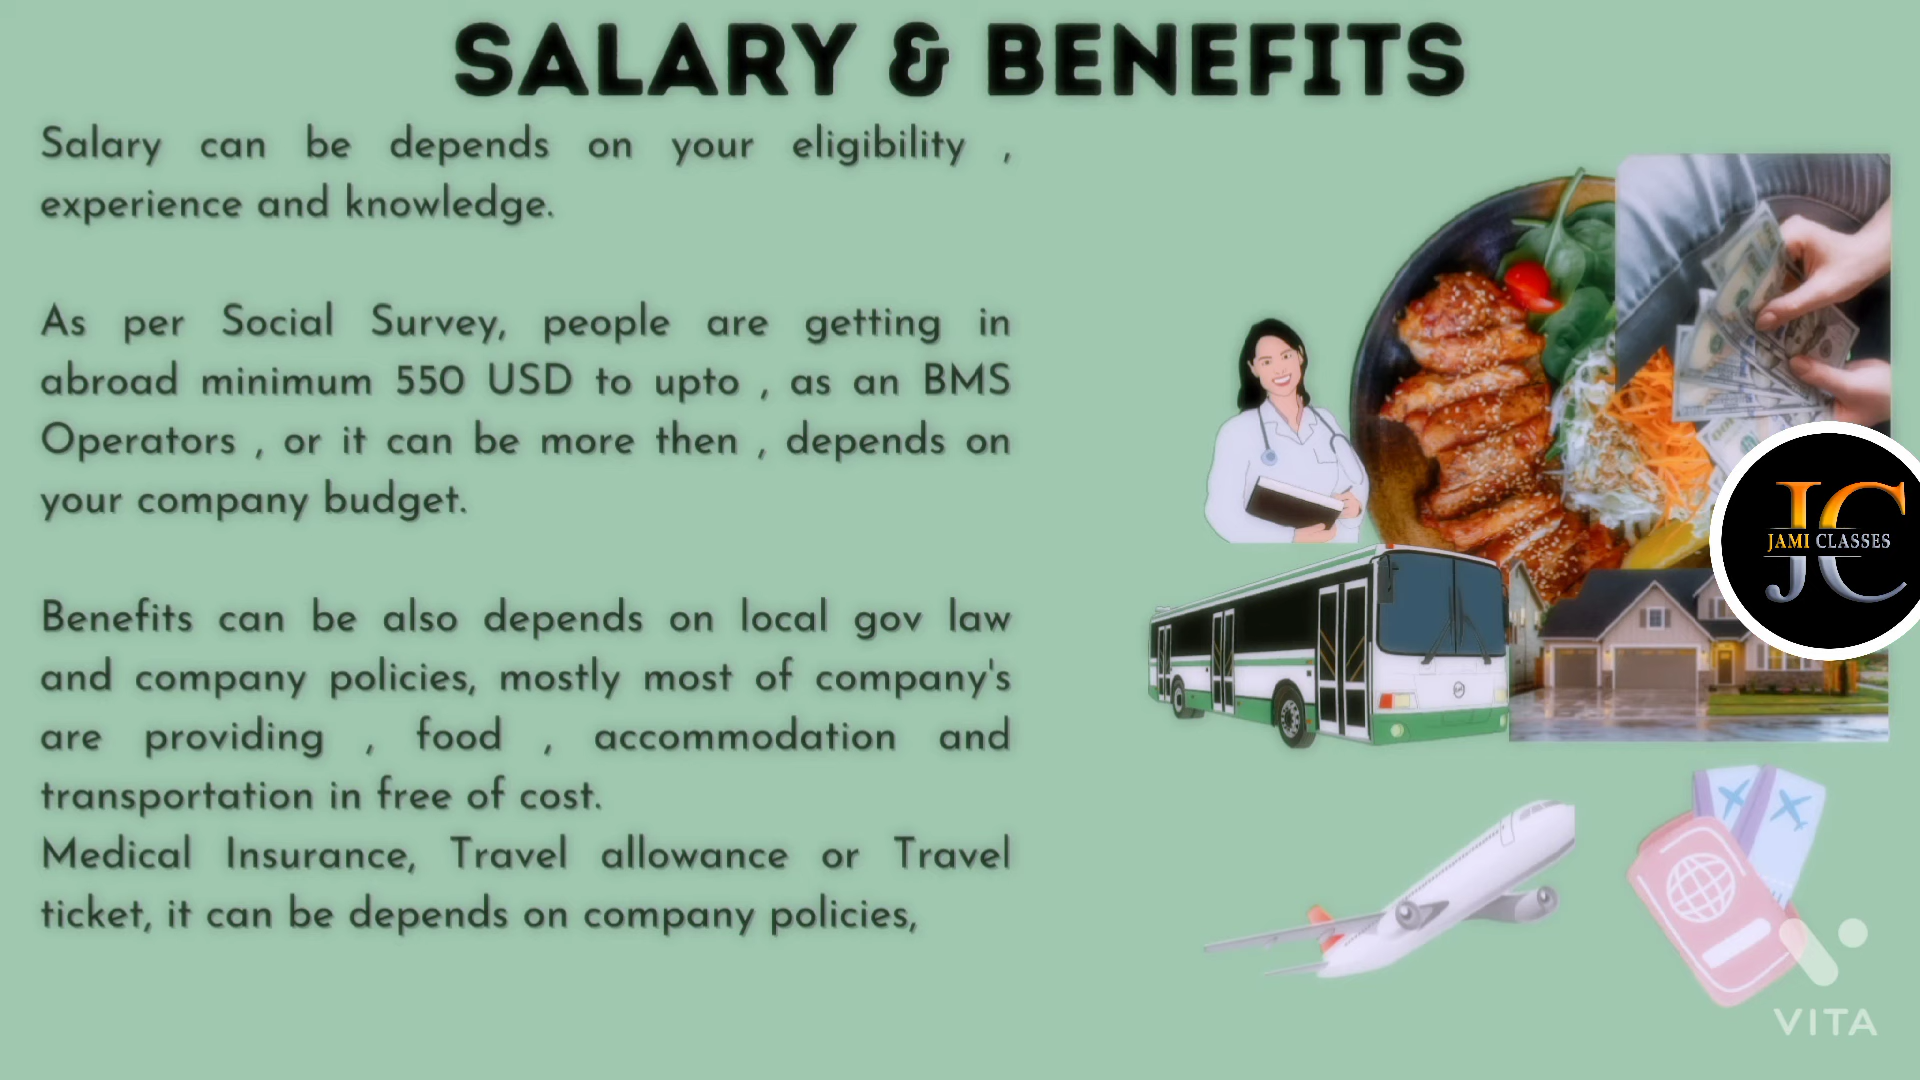 SALARY & BENEFITS
Salary can be depends on your eligibility ,
experience and knowledge.
As per Social Survey, people are getting in
abroad minimum 550 USD to upto , as an BMS
Operators , or it can be more then , depends on
your company budget.
Benefits can be also depends on local gov law
and company policies, mostly most of company's
are providing , food , accommodation and
transportation in free of cost.
Medical Insurance, Travel allowance or Travel
ticket, it can be depends on company policies,
JC
JAMI CLASSES
VITA